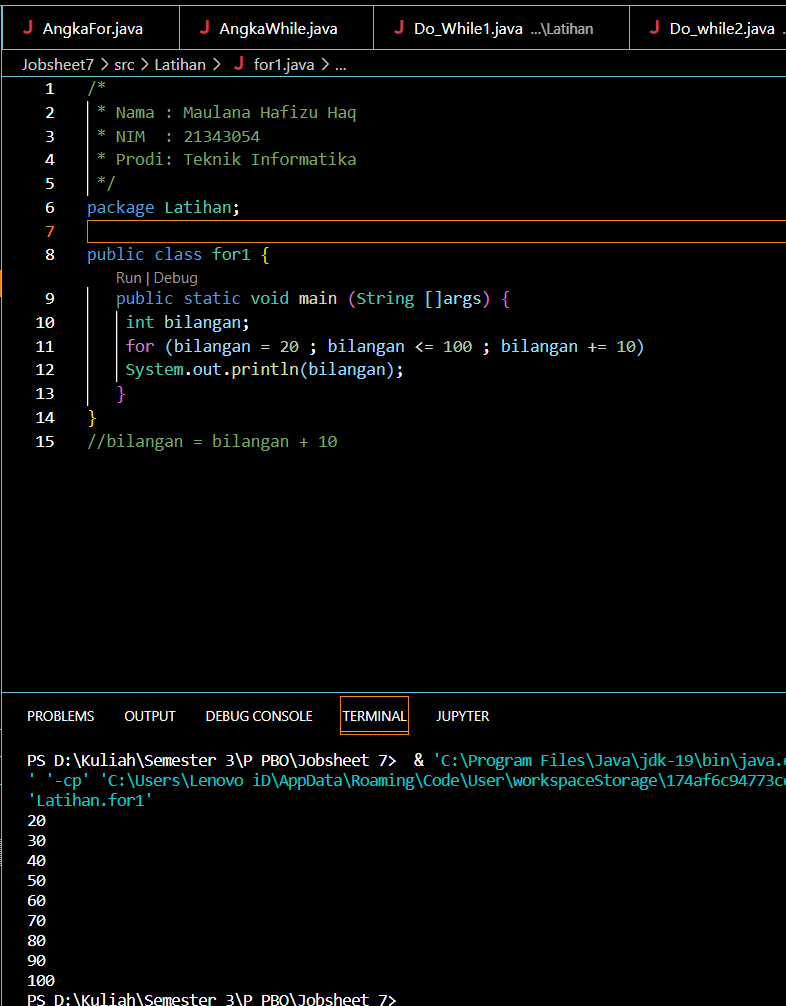 J AngkaFor.java J AngkaWhile.java J Do_While1.java ...\Latihan J Do_while2.java
Jobsheet7 > src > Latihan > J for1.java > ...
1 /*
2 * Nama : Maulana Hafizu Haq
3 * NIM : 21343054
4 * Prodi: Teknik Informatika
5 */
6 package Latihan;
7
8 public class for1 {
Run | Debug
9 public static void main (String []args) {
10 int bilangan;
11 for (bilangan = 20 ; bilangan <= 100 ; bilangan += 10)
12 System.out.println(bilangan);
13 }
14 }
15 //bilangan = bilangan + 10
PROBLEMS OUTPUT DEBUG CONSOLE TERMINAL JUPYTER
PS D:\Kuliah\Semester 3\P PBO\Jobsheet 7> & 'C:\Program Files\Java\jdk-19\bin\java.e
' '-cp' 'C:\Users\Lenovo iD\AppData\Roaming\Code\User\workspaceStorage\174af6c94773ce
'Latihan.for1'
20
30
40
50
60
70
80
90
100
PS D:\Kuliah\Semester 3\P PBO\Jobsheet 7>